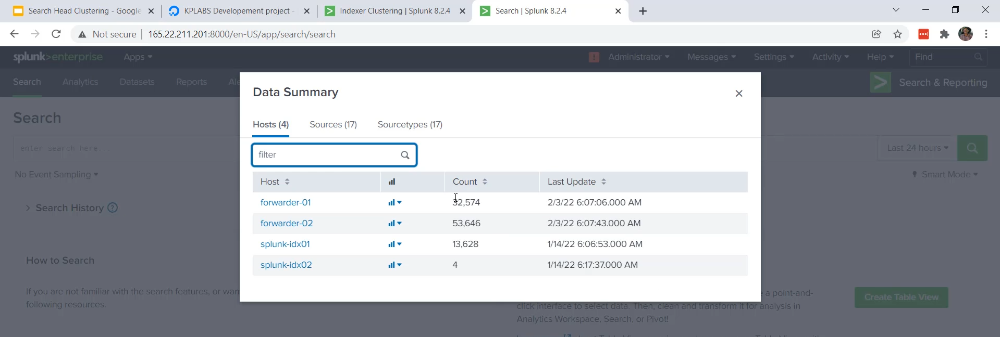 Search Head Clustering - Google
KPLABS Developement project -
Indexer Clustering | Splunk 8.2.4
Search | Splunk 8.2.4
Not secure | 165.22.211.201:8000/en-US/app/search/search
splunk>enterprise Apps
! Administrator Messages Settings Activity Help Find
Search Analytics Datasets Reports Ale
Search & Reporting
Search
enter search here...
Last 24 hours
No Event Sampling
Smart Mode
> Search History ?
How to Search
If you are not familiar with the search features, or wan
following resources.
Data Summary
Hosts (4) Sources (17) Sourcetypes (17)
filter
Host Count Last Update
forwarder-01 32,574 2/3/22 6:07:06.000 AM
forwarder-02 53,646 2/3/22 6:07:43.000 AM
splunk-idx01 13,628 1/14/22 6:06:53.000 AM
splunk-idx02 4 1/14/22 6:17:37.000 AM
a point-and-
click interface to select data. Then, clean and transform it for analysis in
Analytics Workspace, Search, or Pivot!
Create Table View